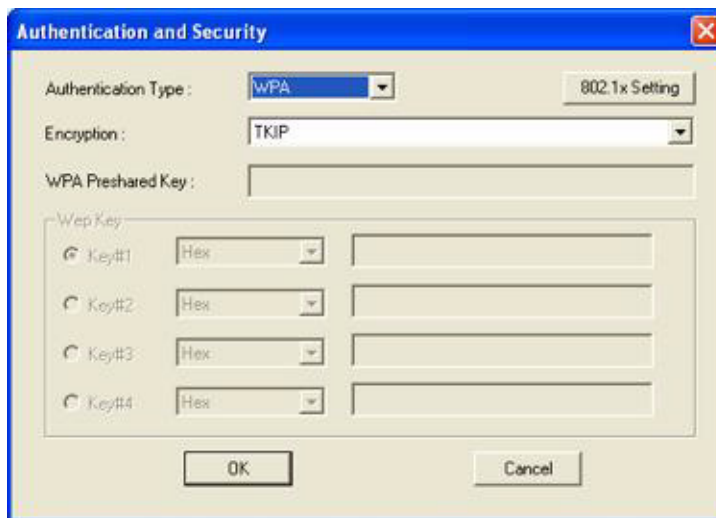 Authentication and Security
Authentication Type : WPA 802.1x Setting
Encryption : TKIP
WPA Preshared Key :
Wep Key
Key#1 Hex
Key#2 Hex
Key#3 Hex
Key#4 Hex
OK Cancel